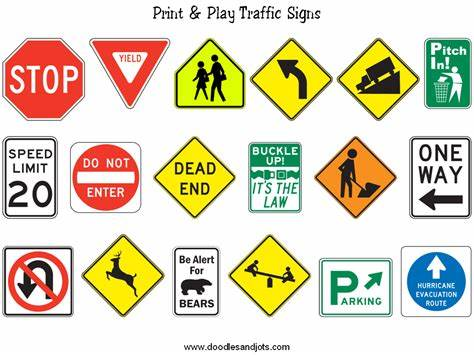 Print & Play Traffic Signs
STOP
YIELD
Pitch
In!
SPEED
LIMIT
20
DO NOT
ENTER
DEAD
END
BUCKLE
UP!
IT'S THE
LAW
ONE
WAY
Be Alert
For
BEARS
PARKING
HURRICANE
EVACUATION
ROUTE
www.doodlesandjots.com